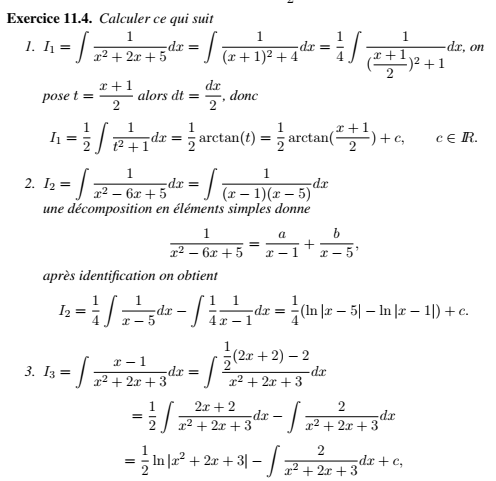 Exercice 11.4. Calculer ce qui suit
1. I₁ = ∫ 1/(x² + 2x + 5) dx = ∫ 1/((x + 1)² + 4) dx = 1/4 ∫ 1/(((x + 1)/2)² + 1) dx, on
pose t = (x + 1)/2 alors dt = dx/2, donc
I₁ = 1/2 ∫ 1/(t² + 1) dx = 1/2 arctan(t) = 1/2 arctan((x + 1)/2) + c, c ∈ ℝ.
2. I₂ = ∫ 1/(x² − 6x + 5) dx = ∫ 1/((x − 1)(x − 5)) dx
une décomposition en éléments simples donne
1/(x² − 6x + 5) = a/(x − 1) + b/(x − 5),
après identification on obtient
I₂ = 1/4 ∫ 1/(x − 5) dx − ∫ 1/4 1/(x − 1) dx = 1/4 (ln |x − 5| − ln |x − 1|) + c.
3. I₃ = ∫ (x − 1)/(x² + 2x + 3) dx = ∫ (1/2 (2x + 2) − 2)/(x² + 2x + 3) dx
= 1/2 ∫ (2x + 2)/(x² + 2x + 3) dx − ∫ 2/(x² + 2x + 3) dx
= 1/2 ln |x² + 2x + 3| − ∫ 2/(x² + 2x + 3) dx + c,